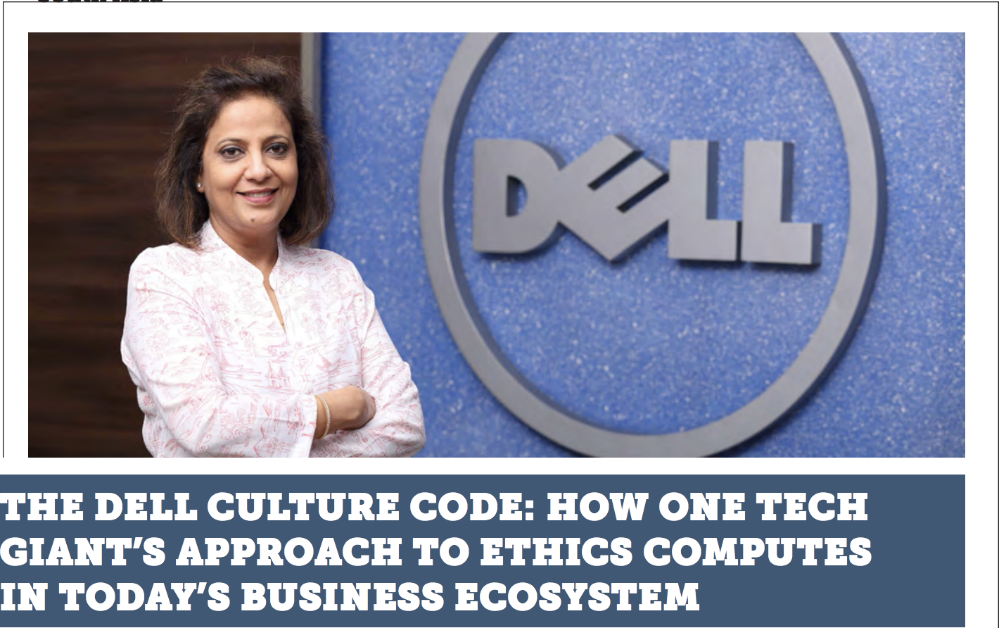 DELL
THE DELL CULTURE CODE: HOW ONE TECH
GIANT’S APPROACH TO ETHICS COMPUTES
IN TODAY’S BUSINESS ECOSYSTEM